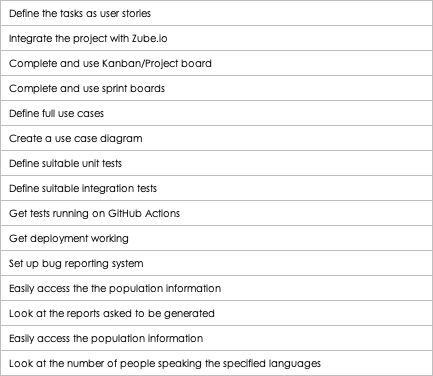 Define the tasks as user stories
Integrate the project with Zube.io
Complete and use Kanban/Project board
Complete and use sprint boards
Define full use cases
Create a use case diagram
Define suitable unit tests
Define suitable integration tests
Get tests running on GitHub Actions
Get deployment working
Set up bug reporting system
Easily access the the population information
Look at the reports asked to be generated
Easily access the population information
Look at the number of people speaking the specified languages